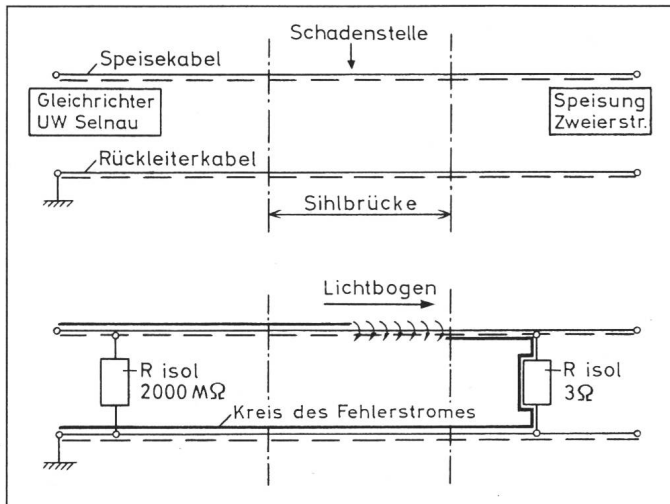 Schadenstelle
Speisekabel
Gleichrichter
UW Selnau
Speisung
Zweierstr.
Rückleiterkabel
Sihlbrücke
Lichtbogen
R isol
2000 MΩ
R isol
3Ω
Kreis des Fehlerstromes